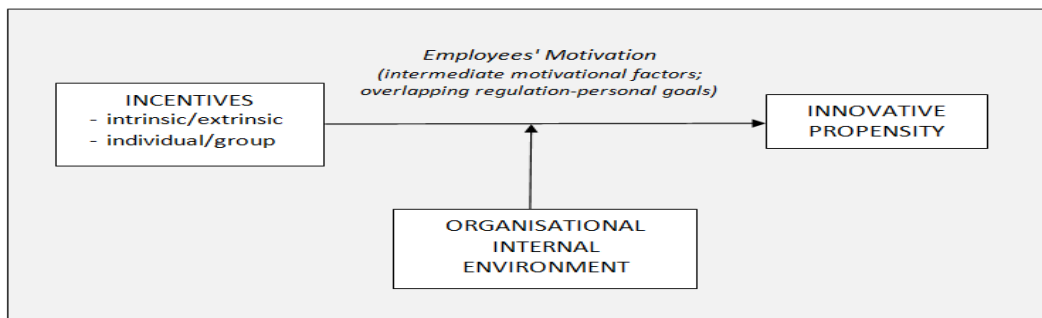 Employees' Motivation
(intermediate motivational factors;
overlapping regulation-personal goals)
INCENTIVES
- intrinsic/extrinsic
- individual/group
INNOVATIVE
PROPENSITY
ORGANISATIONAL
INTERNAL
ENVIRONMENT